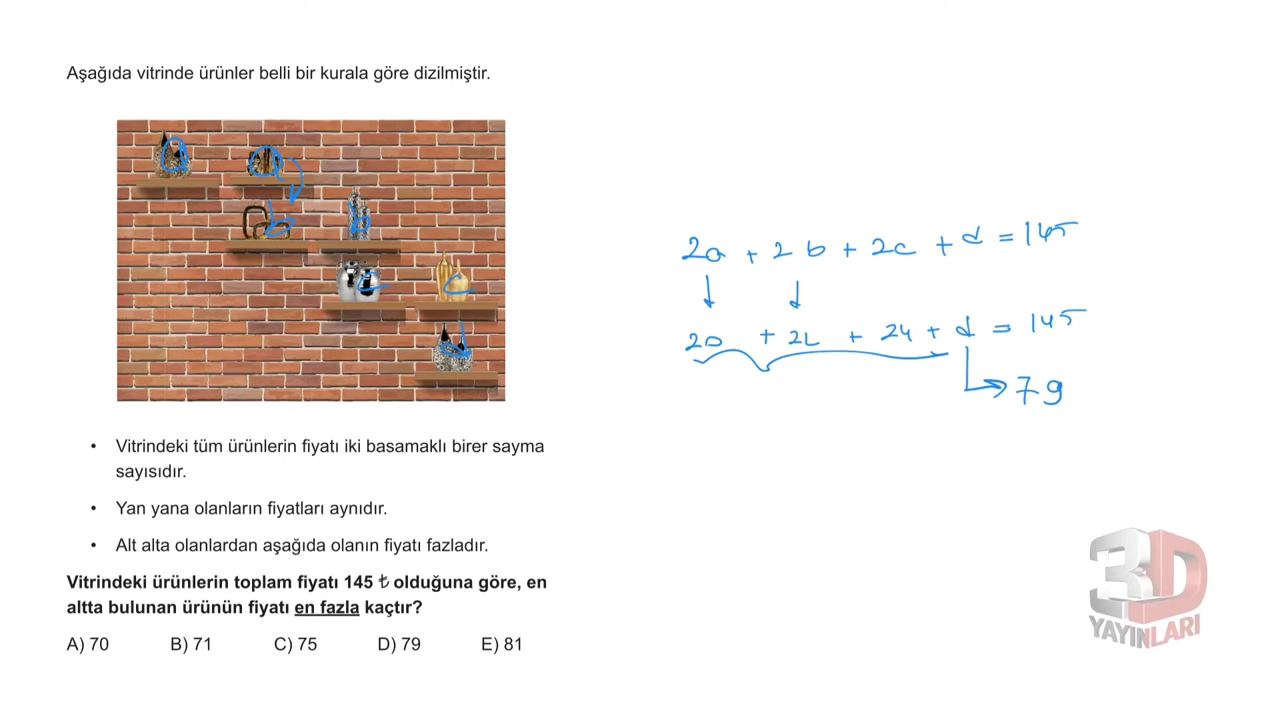 Aşağıda vitrinde ürünler belli bir kurala göre dizilmiştir.
a
a
b
b
c
c
d
• Vitrindeki tüm ürünlerin fiyatı iki basamaklı birer sayma
sayısıdır.
• Yan yana olanların fiyatları aynıdır.
• Alt alta olanlardan aşağıda olanın fiyatı fazladır.
Vitrindeki ürünlerin toplam fiyatı 145 ₺ olduğuna göre, en
altta bulunan ürünün fiyatı en fazla kaçtır?
A) 70 B) 71 C) 75 D) 79 E) 81
2a + 2b + 2c + d = 145
20 + 22 + 24 + d = 145
79
3D
YAYINLARI